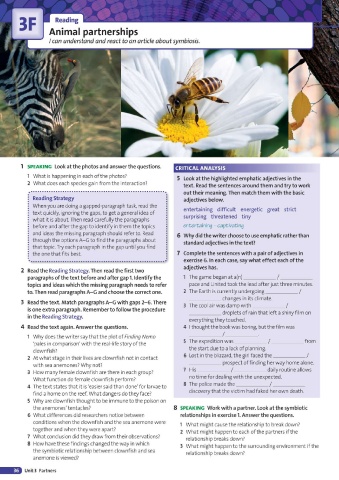 3F
Reading
Animal partnerships
I can understand and react to an article about symbiosis.
1 SPEAKING Look at the photos and answer the questions.
1 What is happening in each of the photos?
2 What does each species gain from the interaction?
Reading Strategy
When you are doing a gapped paragraph task, read the
text quickly, ignoring the gaps, to get a general idea of
what it is about. Then read carefully the paragraphs
before and after the gap to identify in them the topics
and ideas the missing paragraph should refer to. Read
through the options A–G to find the paragraphs about
that topic. Try each paragraph in the gap until you find
the one that fits best.
2 Read the Reading Strategy. Then read the first two
paragraphs of the text before and after gap 1. Identify the
topics and ideas which the missing paragraph needs to refer
to. Then read paragraphs A–G and choose the correct one.
3 Read the text. Match paragraphs A–G with gaps 2–6. There
is one extra paragraph. Remember to follow the procedure
in the Reading Strategy.
4 Read the text again. Answer the questions.
1 Why does the writer say that the plot of Finding Nemo
'pales in comparison' with the real-life story of the
clownfish?
2 At what stage in their lives are clownfish not in contact
with sea anemones? Why not?
3 How many female clownfish are there in each group?
What function do female clownfish perform?
4 The text states that it is 'easier said than done' for larvae to
find a home on the reef. What dangers do they face?
5 Why are clownfish thought to be immune to the poison on
the anemones' tentacles?
6 What differences did researchers notice between
conditions when the clownfish and the sea anemone were
together and when they were apart?
7 What conclusion did they draw from their observations?
8 How have these findings changed the way in which
the symbiotic relationship between clownfish and sea
anemone is viewed?
CRITICAL ANALYSIS
5 Look at the highlighted emphatic adjectives in the
text. Read the sentences around them and try to work
out their meaning. Then match them with the basic
adjectives below.
entertaining difficult energetic great strict
surprising threatened tiny
entertaining – captivating
6 Why did the writer choose to use emphatic rather than
standard adjectives in the text?
7 Complete the sentences with a pair of adjectives in
exercise 6. In each case, say what effect each of the
adjectives has.
1 The game began at a(n) ________ / ________
pace and United took the lead after just three minutes.
2 The Earth is currently undergoing ________ /
________ changes in its climate.
3 The tour air was damp with ________ /
________ droplets of rain that left a shiny film on
everything they touched.
4 I thought the book was boring, but the film was
________ / ________.
5 The expedition was ________ / ________ from
the start due to a lack of planning.
6 Lost in the blizzard, the girl faced the ________ /
________ prospect of finding her way home alone.
7 His ________ / ________ daily routine allows
no time for dealing with the unexpected.
8 The police made the ________ / ________
discovery that the victim had faked her own death.
8 SPEAKING Work with a partner. Look at the symbiotic
relationships in exercise 1. Answer the questions.
1 What might cause the relationship to break down?
2 What might happen to each of the partners if the
relationship breaks down?
3 What might happen to the surrounding environment if the
relationship breaks down?
36 Unit 3 Partners